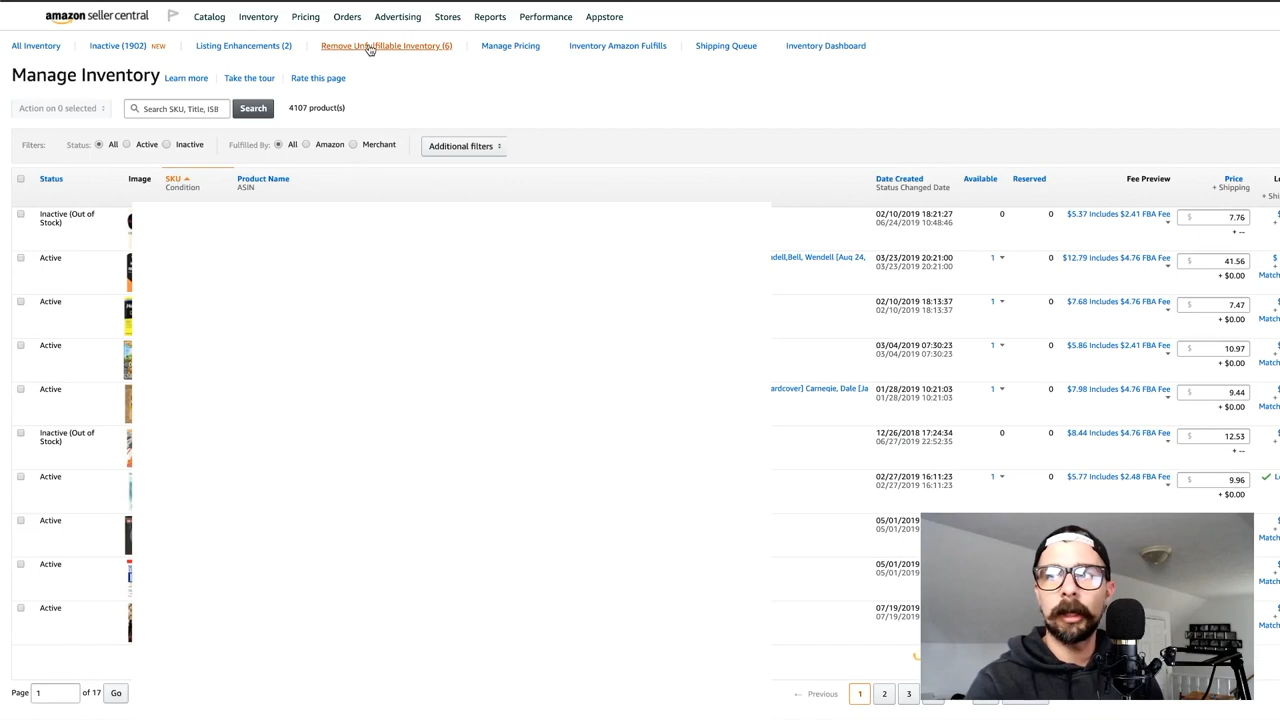 amazon seller central Catalog Inventory Pricing Orders Advertising Stores Reports Performance Appstore
All Inventory Inactive (1902) NEW Listing Enhancements (2) Remove Unfulfillable Inventory (6) Manage Pricing Inventory Amazon Fulfills Shipping Queue Inventory Dashboard
Manage Inventory Learn more Take the tour Rate this page
Action on 0 selected Search SKU, Title, ISB Search 4107 product(s)
Filters: Status: All Active Inactive Fulfilled By: All Amazon Merchant Additional filters
Status Image SKU Product Name Date Created Available Reserved Fee Preview Price
Condition ASIN Status Changed Date + Shipping
Inactive (Out of 02/10/2019 18:21:27 0 0 $5.37 Includes $2.41 FBA Fee $ 7.76
Stock) 06/24/2019 10:48:46
+ --
Active ndell,Bell, Wendell [Aug 24, 03/23/2019 20:21:00 1 0 $12.79 Includes $4.76 FBA Fee $ 41.56
03/23/2019 20:21:00
+ $0.00 Match
Active 02/10/2019 18:13:37 1 0 $7.68 Includes $4.76 FBA Fee $ 7.47
02/10/2019 18:13:37
+ $0.00 Match
Active 03/04/2019 07:30:23 1 0 $5.86 Includes $2.41 FBA Fee $ 10.97
03/04/2019 07:30:23
+ $0.00 Match
Active ardcover] Carnegie, Dale [Ja 01/28/2019 10:21:03 1 0 $7.98 Includes $4.76 FBA Fee $ 9.44
01/28/2019 10:21:03
+ $0.00 Match
Inactive (Out of 12/26/2018 17:24:34 0 0 $8.44 Includes $4.76 FBA Fee $ 12.53
Stock) 06/27/2019 22:52:35
+ --
Active 02/27/2019 16:11:23 1 0 $5.77 Includes $2.48 FBA Fee $ 9.96
02/27/2019 16:11:23
+ $0.00
Active 05/01/2019
05/01/2019
Match
Active 05/01/2019
05/01/2019
Match
Active 07/19/2019
07/19/2019
Match
Page 1 of 17 Go ← Previous 1 2 3